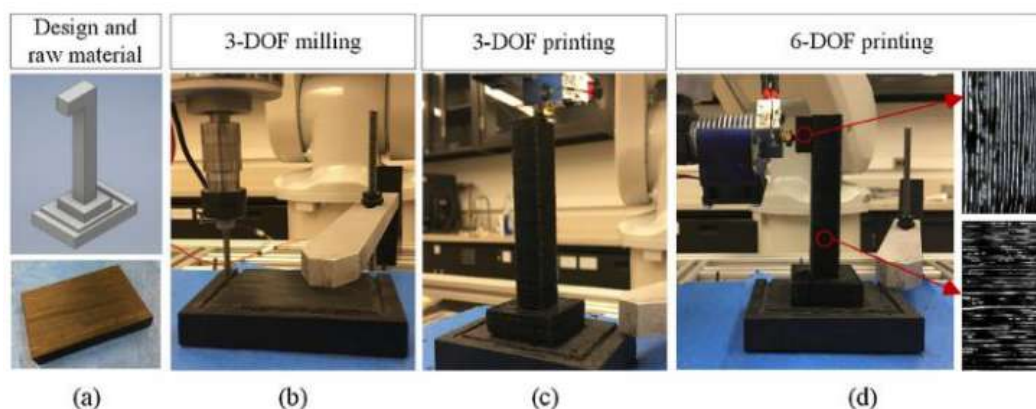 Design and
raw material
3-DOF milling
3-DOF printing
6-DOF printing
(a)
(b)
(c)
(d)